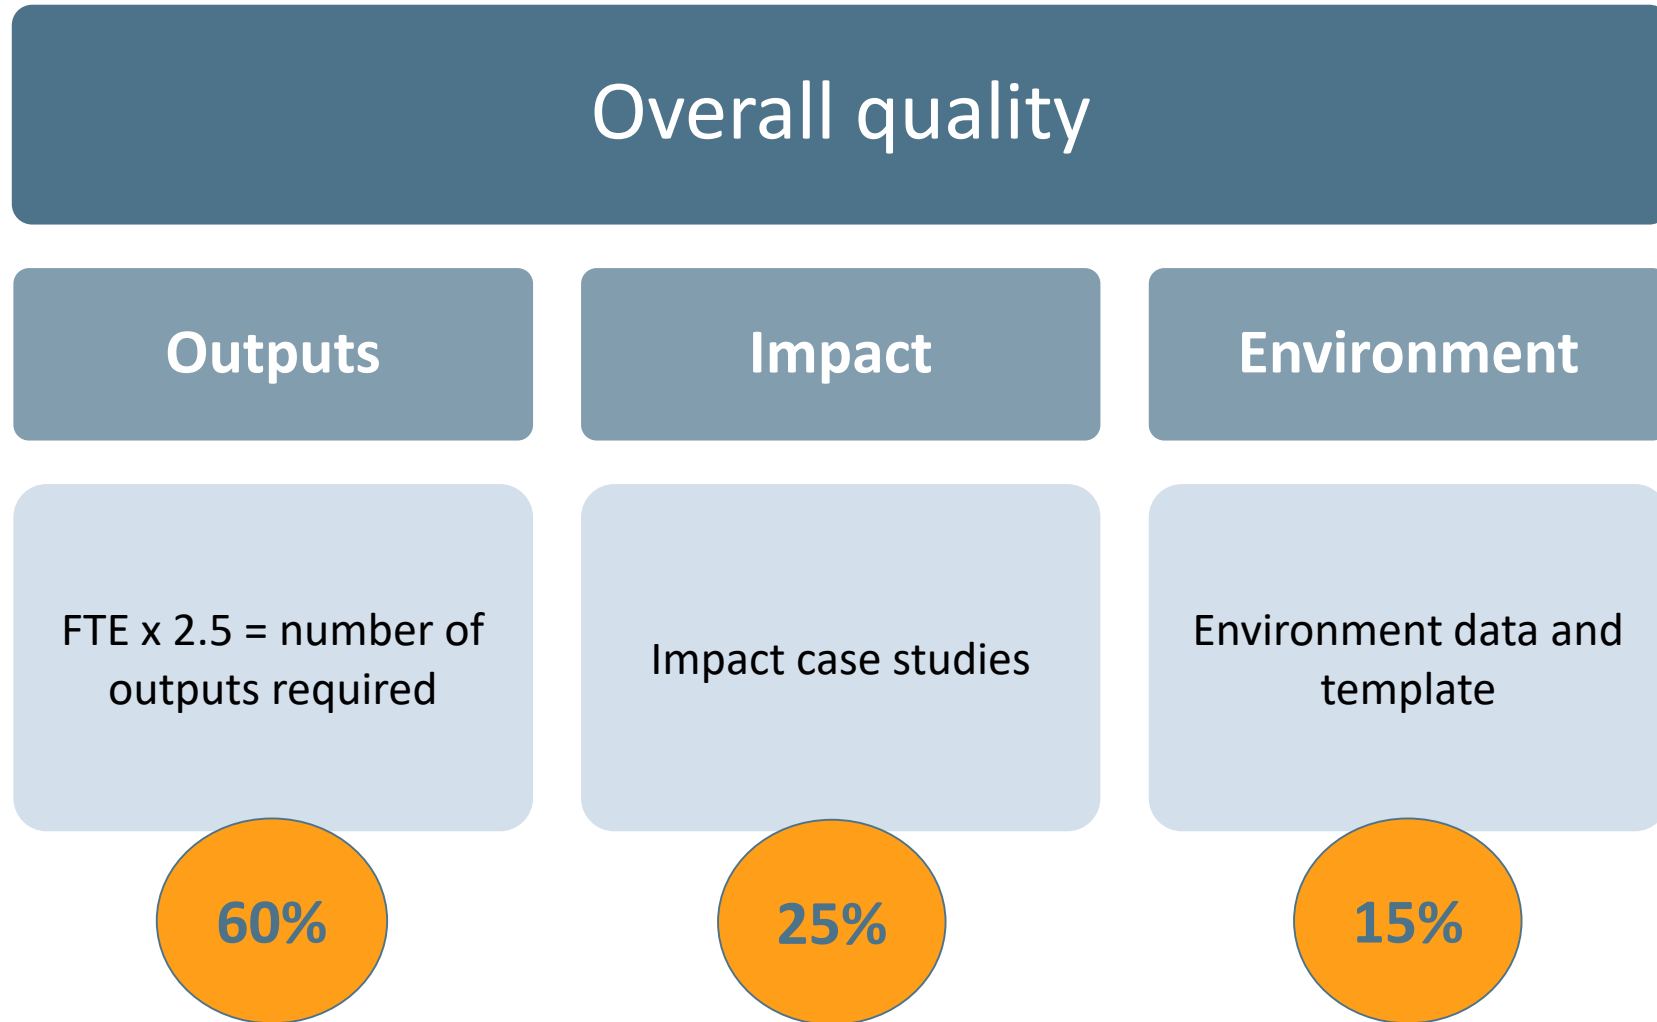 Overall quality
Outputs
Impact
Environment
FTE x 2.5 = number of
outputs required
Impact case studies
Environment data and
template
60%
25%
15%